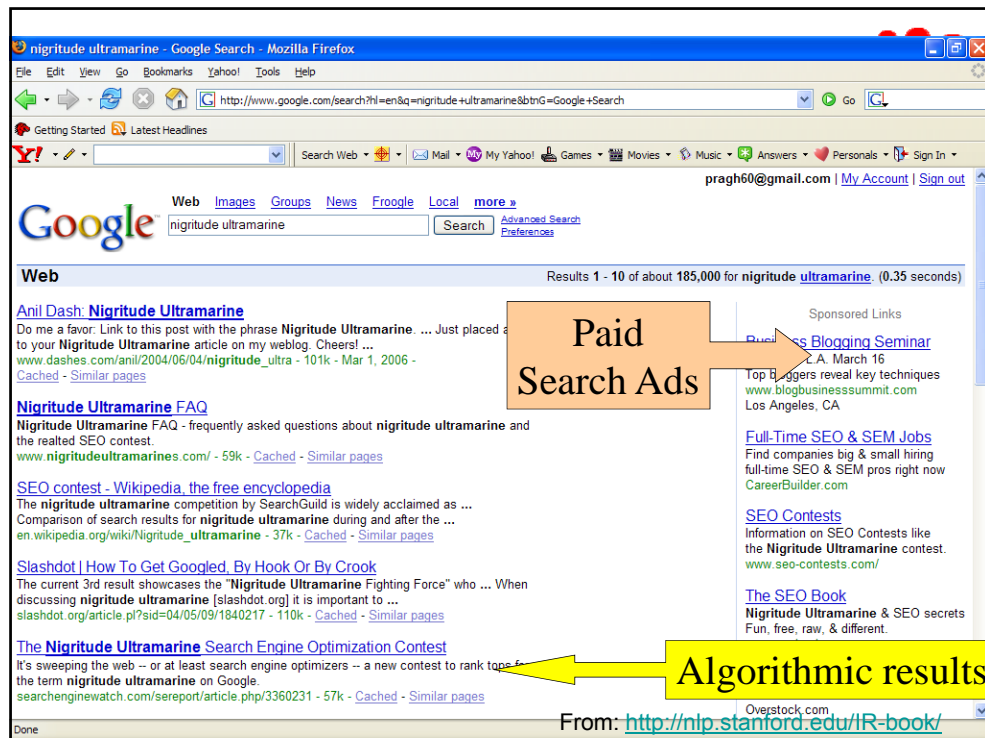 nigritude ultramarine - Google Search - Mozilla Firefox
File Edit View Go Bookmarks Yahoo! Tools Help
G http://www.google.com/search?hl=en&q=nigritude+ultramarine&btnG=Google+Search Go G
Getting Started Latest Headlines
Y! Search Web Mail My My Yahoo! Games Movies Music Answers Personals Sign In
pragh60@gmail.com | My Account | Sign out
Web Images Groups News Froogle Local more »
Google
nigritude ultramarine Search Advanced Search
Preferences
Web Results 1 - 10 of about 185,000 for nigritude ultramarine. (0.35 seconds)
Anil Dash: Nigritude Ultramarine
Do me a favor: Link to this post with the phrase Nigritude Ultramarine. ... Just placed
to your Nigritude Ultramarine article on my weblog. Cheers! ...
www.dashes.com/anil/2004/06/04/nigritude_ultra - 101k - Mar 1, 2006 -
Cached - Similar pages
Nigritude Ultramarine FAQ
Nigritude Ultramarine FAQ - frequently asked questions about nigritude ultramarine and
the realted SEO contest.
www.nigritudeultramarines.com/ - 59k - Cached - Similar pages
SEO contest - Wikipedia, the free encyclopedia
The nigritude ultramarine competition by SearchGuild is widely acclaimed as ...
Comparison of search results for nigritude ultramarine during and after the ...
en.wikipedia.org/wiki/Nigritude_ultramarine - 37k - Cached - Similar pages
Slashdot | How To Get Googled, By Hook Or By Crook
The current 3rd result showcases the "Nigritude Ultramarine Fighting Force" who ... When
discussing nigritude ultramarine [slashdot.org] it is important to ...
slashdot.org/article.pl?sid=04/05/09/1840217 - 110k - Cached - Similar pages
The Nigritude Ultramarine Search Engine Optimization Contest
It's sweeping the web -- or at least search engine optimizers -- a new contest to rank tops
the term nigritude ultramarine on Google.
searchenginewatch.com/sereport/article.php/3360231 - 57k - Cached - Similar pages
Paid
Search Ads
Sponsored Links
Blogging Seminar
L.A. March 16
Top bloggers reveal key techniques
www.blogbusinesssummit.com
Los Angeles, CA
Full-Time SEO & SEM Jobs
Find companies big & small hiring
full-time SEO & SEM pros right now
CareerBuilder.com
SEO Contests
Information on SEO Contests like
the Nigritude Ultramarine contest.
www.seo-contests.com/
The SEO Book
Nigritude Ultramarine & SEO secrets
Fun, free, raw, & different.
Algorithmic results
Overstock.com
From: http://nlp.stanford.edu/IR-book/
Done